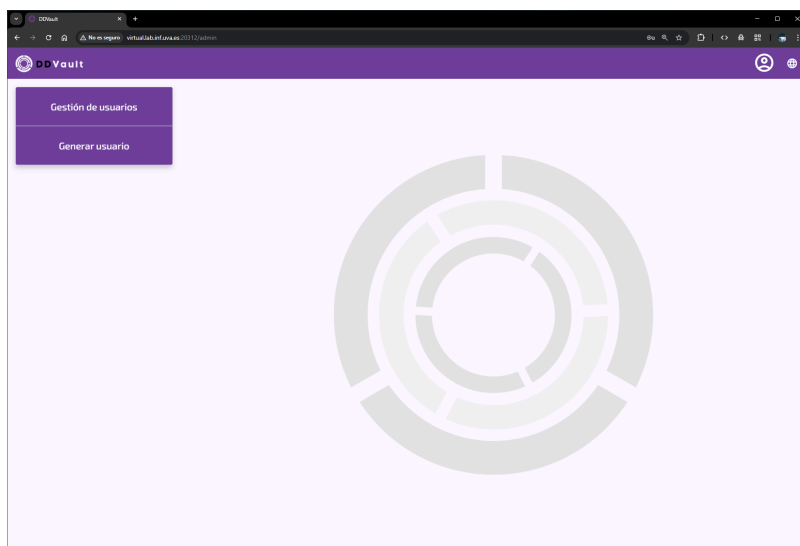 DDVault
No es seguro virtual.lab.inf.uva.es:20312/admin
DDVault
Gestión de usuarios
Generar usuario